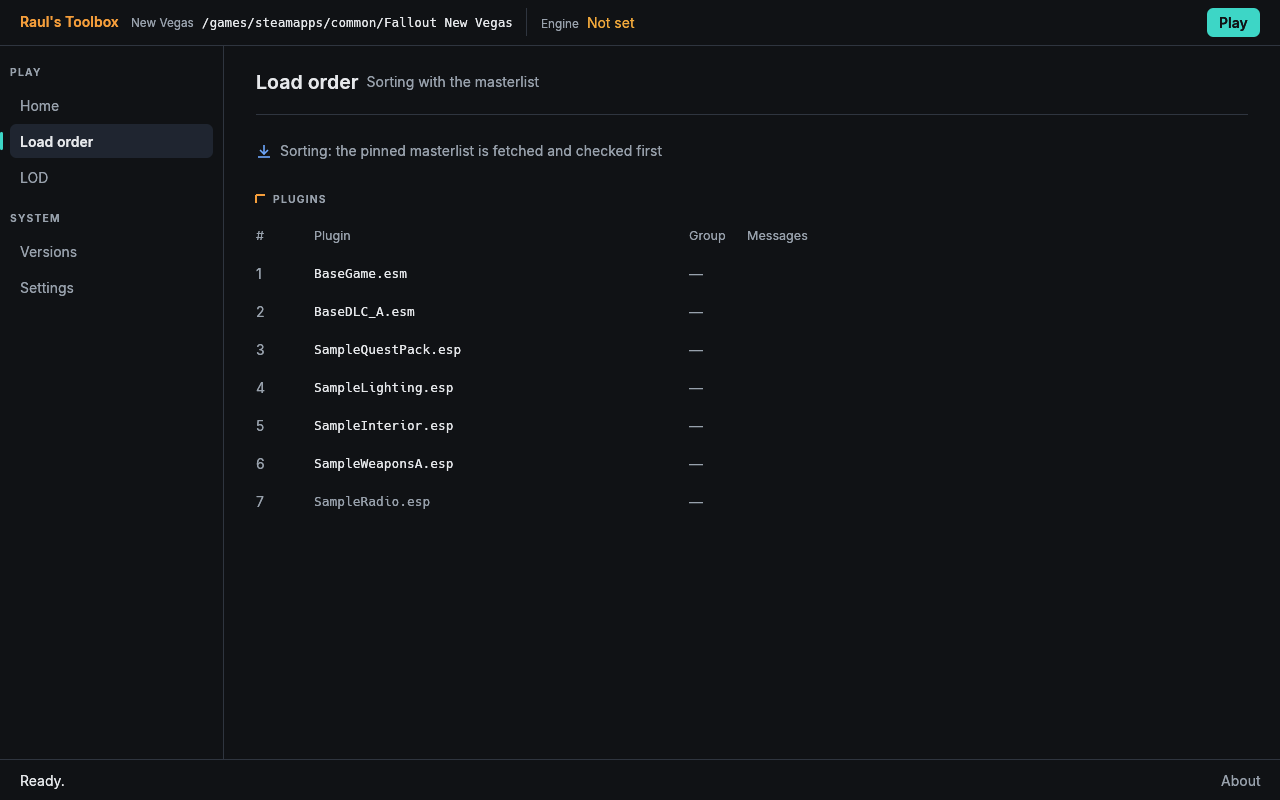 Raul's Toolbox New Vegas /games/steamapps/common/Fallout New Vegas Engine Not set Play
PLAY
Home
Load order
LOD
SYSTEM
Versions
Settings
Load order Sorting with the masterlist
Sorting: the pinned masterlist is fetched and checked first
PLUGINS
# Plugin Group Messages
1 BaseGame.esm —
2 BaseDLC_A.esm —
3 SampleQuestPack.esp —
4 SampleLighting.esp —
5 SampleInterior.esp —
6 SampleWeaponsA.esp —
7 SampleRadio.esp —
Ready. About